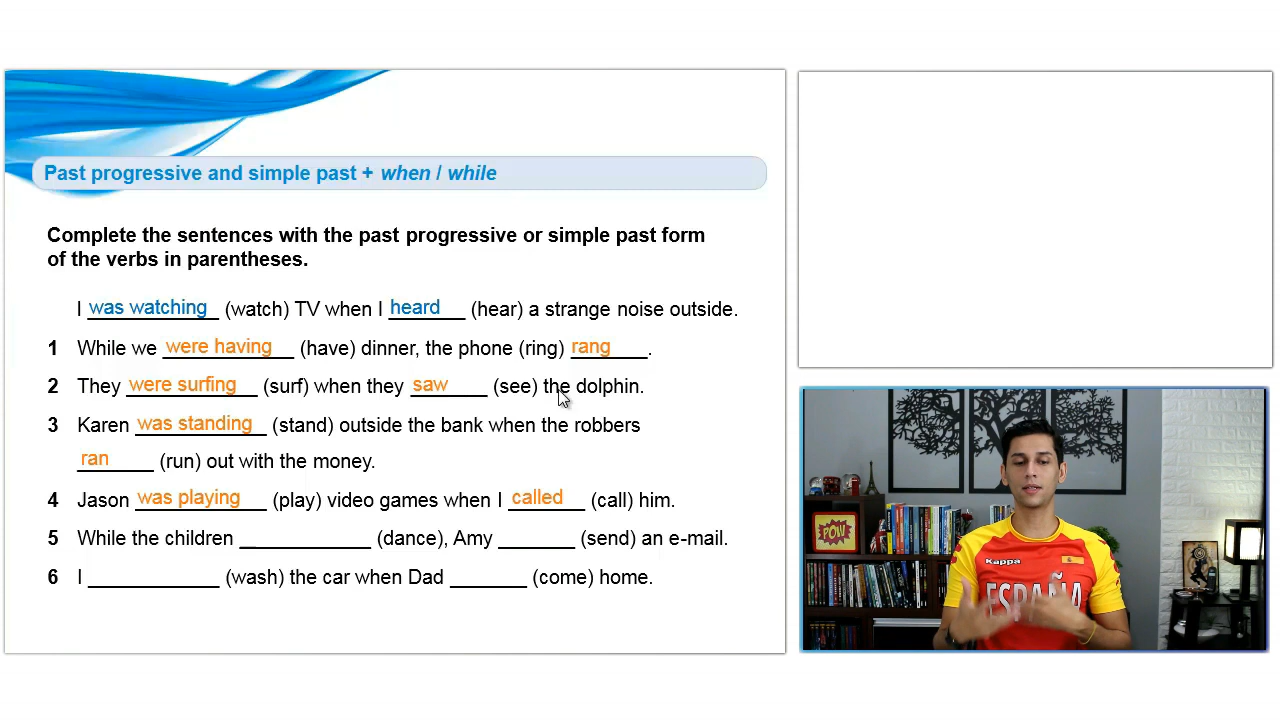 Past progressive and simple past + when / while
Complete the sentences with the past progressive or simple past form
of the verbs in parentheses.
I was watching (watch) TV when I heard (hear) a strange noise outside.
1 While we were having (have) dinner, the phone (ring) rang.
2 They were surfing (surf) when they saw (see) the dolphin.
3 Karen was standing (stand) outside the bank when the robbers
ran (run) out with the money.
4 Jason was playing (play) video games when I called (call) him.
5 While the children ____________ (dance), Amy _______ (send) an e-mail.
6 I ____________ (wash) the car when Dad _______ (come) home.
POW
Kappa
ESPAÑA